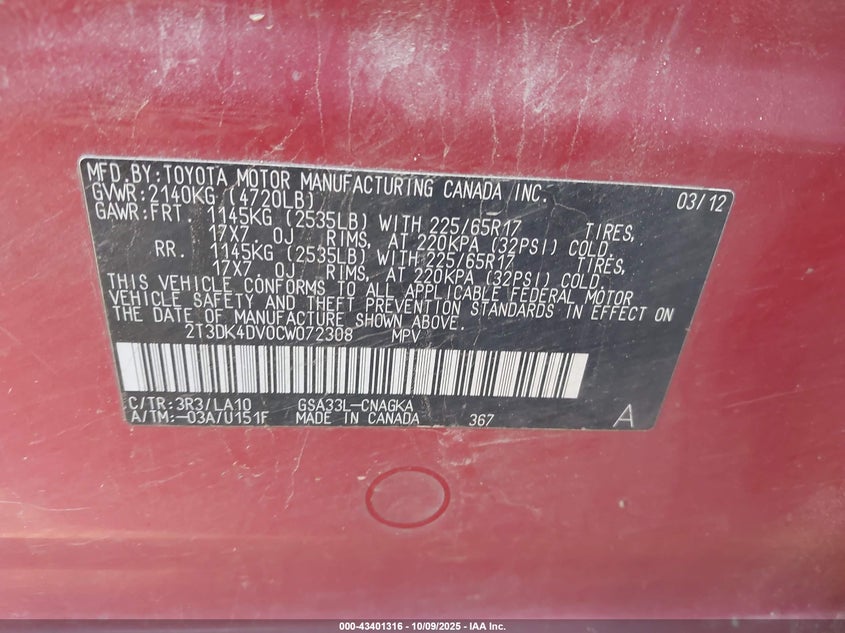 MFD.BY:TOYOTA MOTOR MANUFACTURING CANADA INC. 03/12
GVWR:2140KG (4720LB)
GAWR:FRT. 1145KG (2535LB) WITH 225/65R17 TIRES,
17X7.0J RIMS, AT 220KPA (32PSI) COLD.
RR. 1145KG (2535LB) WITH 225/65R17 TIRES,
17X7.0J RIMS, AT 220KPA (32PSI) COLD.
THIS VEHICLE CONFORMS TO ALL APPLICABLE FEDERAL MOTOR
VEHICLE SAFETY AND THEFT PREVENTION STANDARDS IN EFFECT ON
THE DATE OF MANUFACTURE SHOWN ABOVE.
2T3DK4DV0CW072308 MPV
C/TR:3R3/LA10 GSA33L-CNAGKA
A/TM:-03A/U151F MADE IN CANADA 367 A
000-43401316 - 10/09/2025 - IAA Inc.